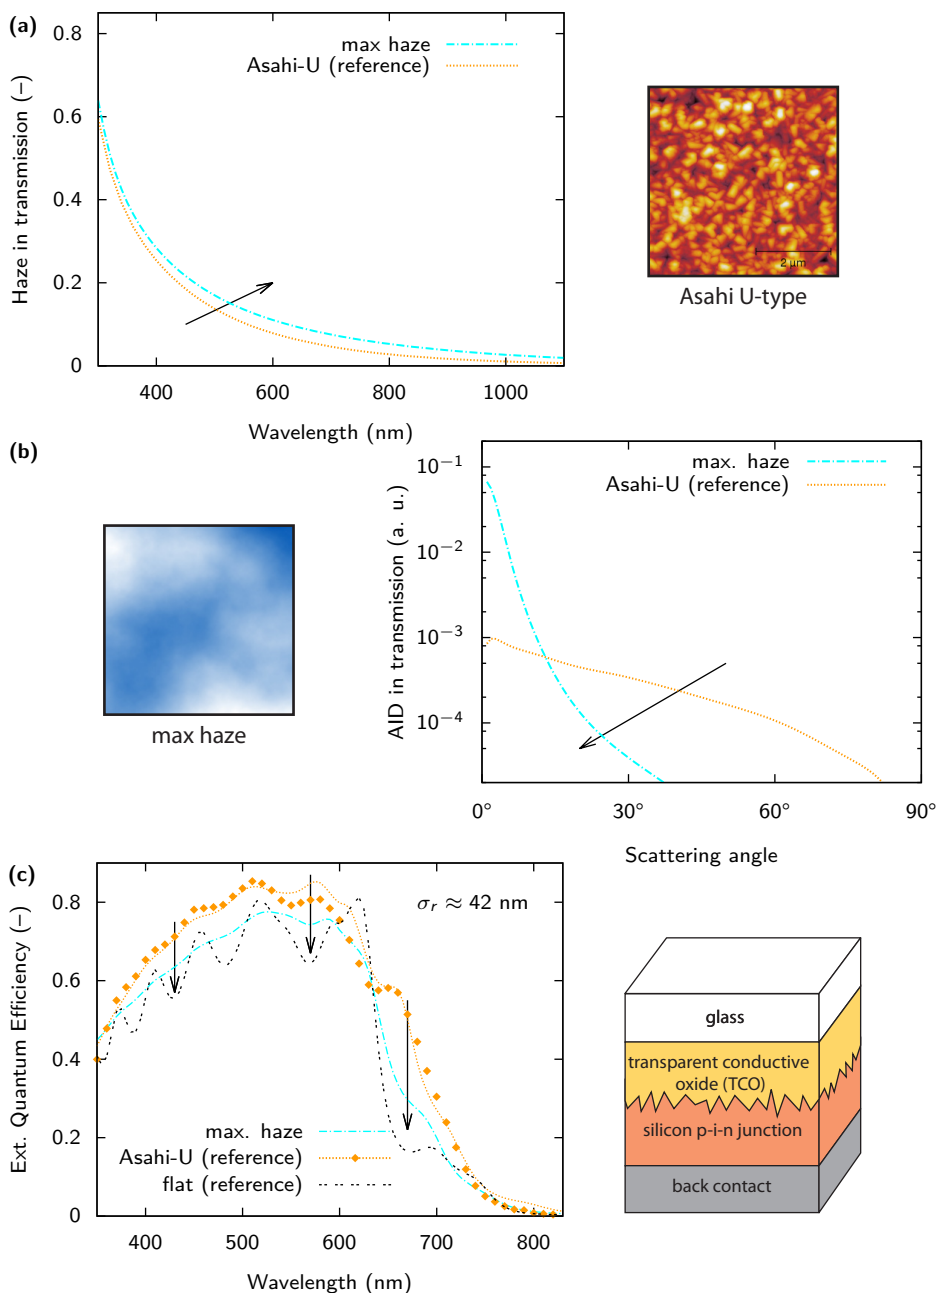 (a)
0.8
0.6
0.4
0.2
0
Haze in transmission (−)
max haze
Asahi-U (reference)
400
600
800
1000
Wavelength (nm)
2 µm
Asahi U-type
(b)
max haze
10⁻¹
10⁻²
10⁻³
10⁻⁴
AID in transmission (a. u.)
max. haze
Asahi-U (reference)
0°
30°
60°
90°
Scattering angle
(c)
0.8
0.6
0.4
0.2
0
Ext. Quantum Efficiency (−)
σᵣ ≈ 42 nm
max. haze
Asahi-U (reference)
flat (reference)
400
500
600
700
800
Wavelength (nm)
glass
transparent conductive
oxide (TCO)
silicon p-i-n junction
back contact